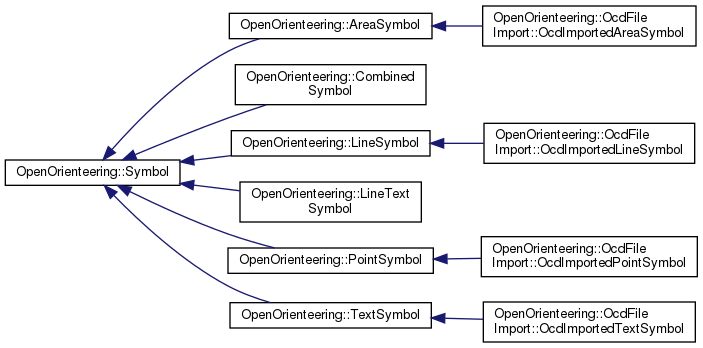 OpenOrienteering::AreaSymbol
OpenOrienteering::OcdFile
Import::OcdImportedAreaSymbol
OpenOrienteering::Combined
Symbol
OpenOrienteering::LineSymbol
OpenOrienteering::OcdFile
Import::OcdImportedLineSymbol
OpenOrienteering::Symbol
OpenOrienteering::LineText
Symbol
OpenOrienteering::PointSymbol
OpenOrienteering::OcdFile
Import::OcdImportedPointSymbol
OpenOrienteering::TextSymbol
OpenOrienteering::OcdFile
Import::OcdImportedTextSymbol